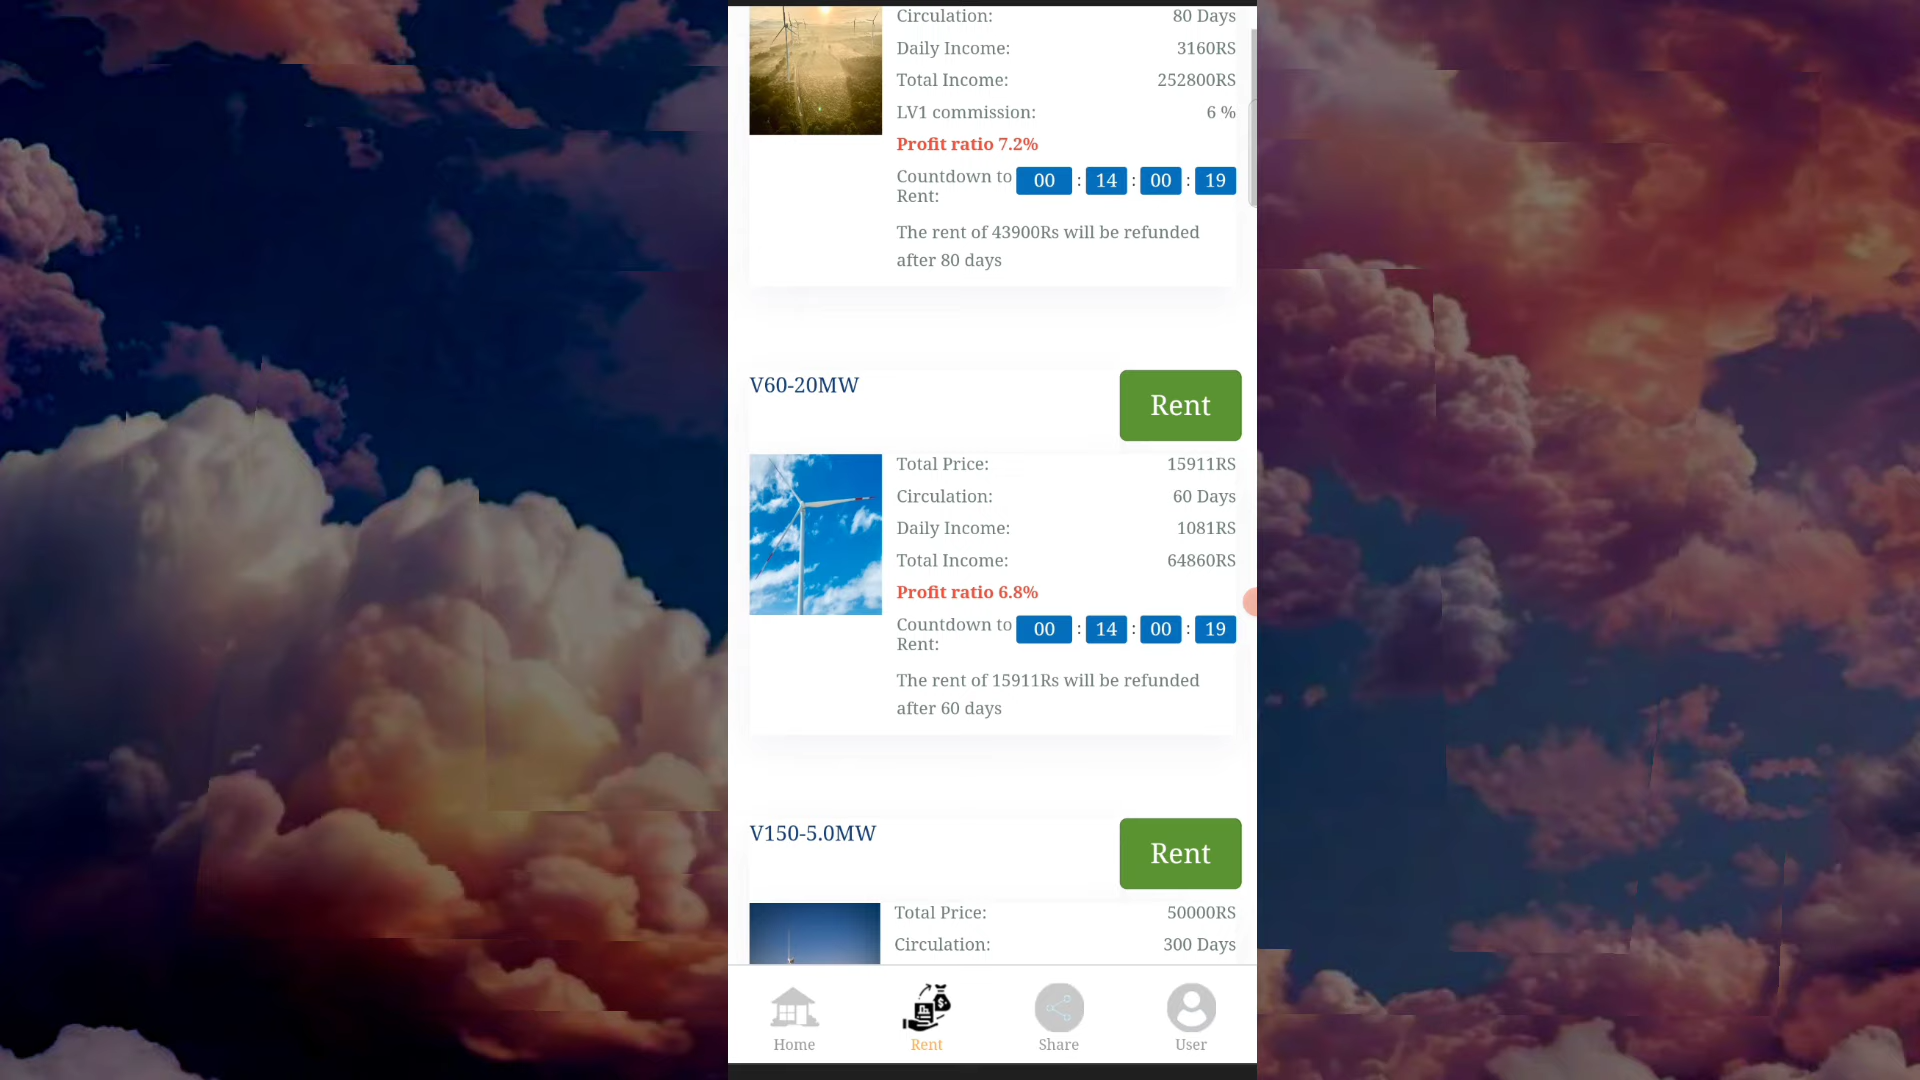 Circulation: 80 Days
Daily Income: 3160RS
Total Income: 252800RS
LV1 commission: 6 %
Profit ratio 7.2%
Countdown to Rent: 00 : 14 : 00 : 19
The rent of 43900Rs will be refunded
after 80 days
V60-20MW
Rent
Total Price: 15911RS
Circulation: 60 Days
Daily Income: 1081RS
Total Income: 64860RS
Profit ratio 6.8%
Countdown to Rent: 00 : 14 : 00 : 19
The rent of 15911Rs will be refunded
after 60 days
V150-5.0MW
Rent
Total Price: 50000RS
Circulation: 300 Days
Home Rent Share User